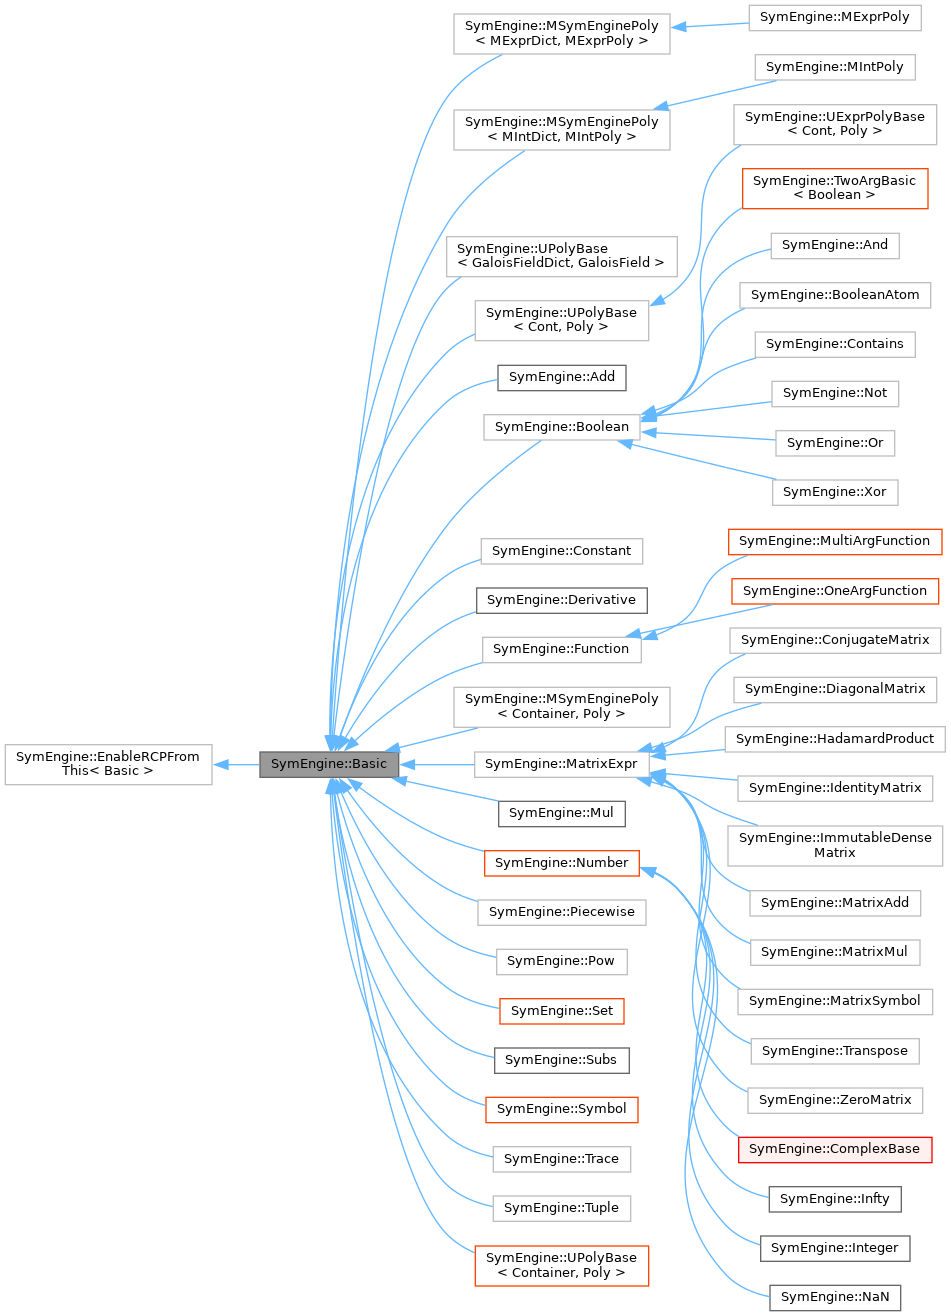 SymEngine::EnableRCPFrom
This< Basic >
SymEngine::Basic
SymEngine::MSymEnginePoly
< MExprDict, MExprPoly >
SymEngine::MSymEnginePoly
< MIntDict, MIntPoly >
SymEngine::UPolyBase
< GaloisFieldDict, GaloisField >
SymEngine::UPolyBase
< Cont, Poly >
SymEngine::Add
SymEngine::Boolean
SymEngine::Constant
SymEngine::Derivative
SymEngine::Function
SymEngine::MSymEnginePoly
< Container, Poly >
SymEngine::MatrixExpr
SymEngine::Mul
SymEngine::Number
SymEngine::Piecewise
SymEngine::Pow
SymEngine::Set
SymEngine::Subs
SymEngine::Symbol
SymEngine::Trace
SymEngine::Tuple
SymEngine::UPolyBase
< Container, Poly >
SymEngine::MExprPoly
SymEngine::MIntPoly
SymEngine::UExprPolyBase
< Cont, Poly >
SymEngine::TwoArgBasic
< Boolean >
SymEngine::And
SymEngine::BooleanAtom
SymEngine::Contains
SymEngine::Not
SymEngine::Or
SymEngine::Xor
SymEngine::MultiArgFunction
SymEngine::OneArgFunction
SymEngine::ConjugateMatrix
SymEngine::DiagonalMatrix
SymEngine::HadamardProduct
SymEngine::IdentityMatrix
SymEngine::ImmutableDense
Matrix
SymEngine::MatrixAdd
SymEngine::MatrixMul
SymEngine::MatrixSymbol
SymEngine::Transpose
SymEngine::ZeroMatrix
SymEngine::ComplexBase
SymEngine::Infty
SymEngine::Integer
SymEngine::NaN